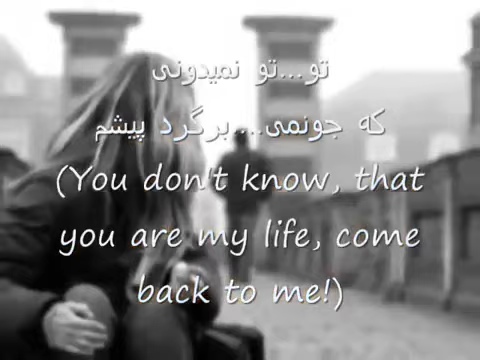 تو...تو نمیدونی
که جونمی....برگرد پیشم
(You don't know, that
you are my life, come
back to me!)